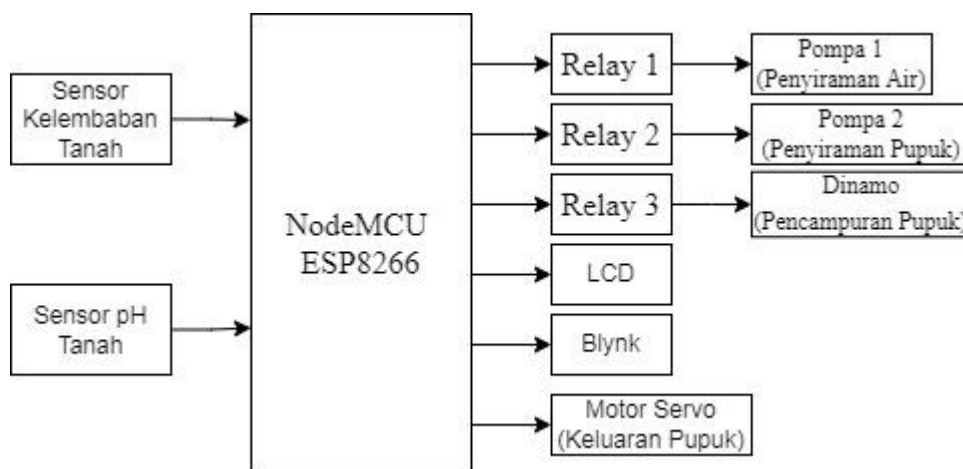 Sensor
Kelembaban
Tanah
Sensor pH
Tanah
NodeMCU
ESP8266
Relay 1
Pompa 1
(Penyiraman Air)
Relay 2
Pompa 2
(Penyiraman Pupuk)
Relay 3
Dinamo
(Pencampuran Pupuk)
LCD
Blynk
Motor Servo
(Keluaran Pupuk)